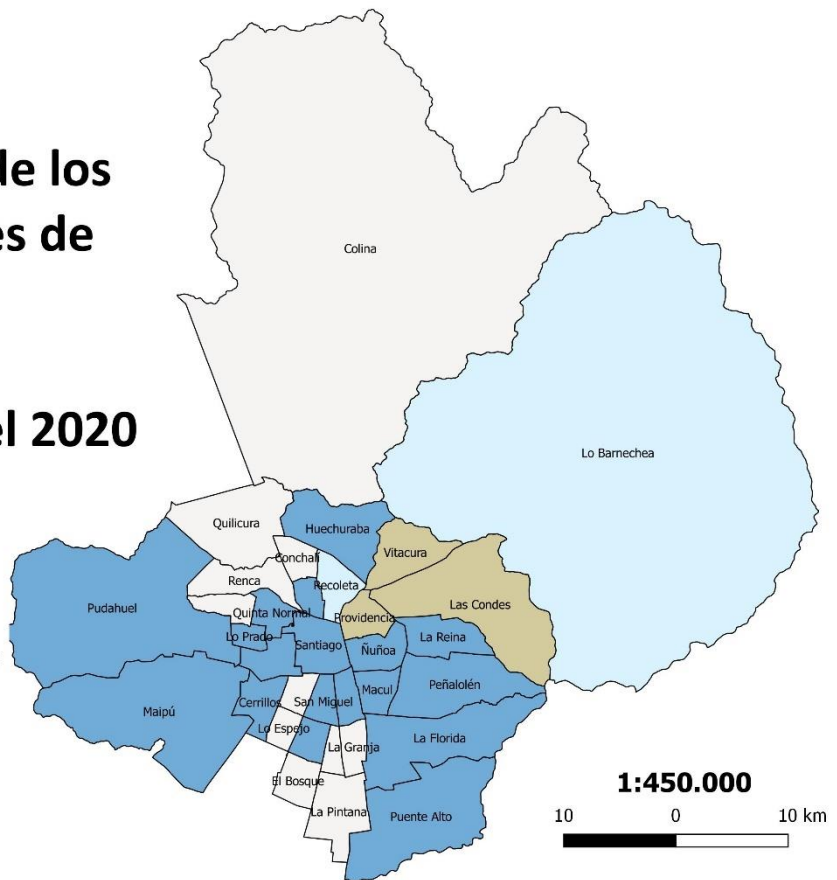 de los
es de
el 2020
Colina
Lo Barnechea
Quilicura
Huechuraba
Conchalí
Vitacura
Renca
Recoleta
Las Condes
Pudahuel
Quinta Normal
Providencia
Lo Prado
Santiago
Ñuñoa
La Reina
Cerrillos
San Miguel
Macul
Peñalolén
Maipú
Lo Espejo
La Granja
La Florida
El Bosque
La Pintana
Puente Alto
1:450.000
10 0 10 km